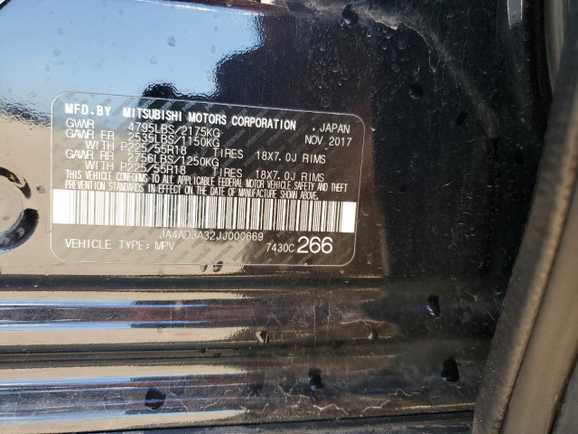 MFD.BY MITSUBISHI MOTORS CORPORATION , JAPAN
GVWR 4795LBS/2175KG NOV 2017
GAWR FR 2535LBS/1150KG
WITH P225/55R18 TIRES 18X7.0J RIMS
GAWR RR 2756LBS/1250KG
WITH P225/55R18 TIRES 18X7.0J RIMS
THIS VEHICLE CONFORMS TO ALL APPLICABLE FEDERAL MOTOR VEHICLE SAFETY AND
THEFT PREVENTION STANDARDS IN EFFECT ON THE DATE OF MANUFACTURE SHOWN ABOVE.
JA4AD3A32JJ000669
VEHICLE TYPE: MPV 7430C 266